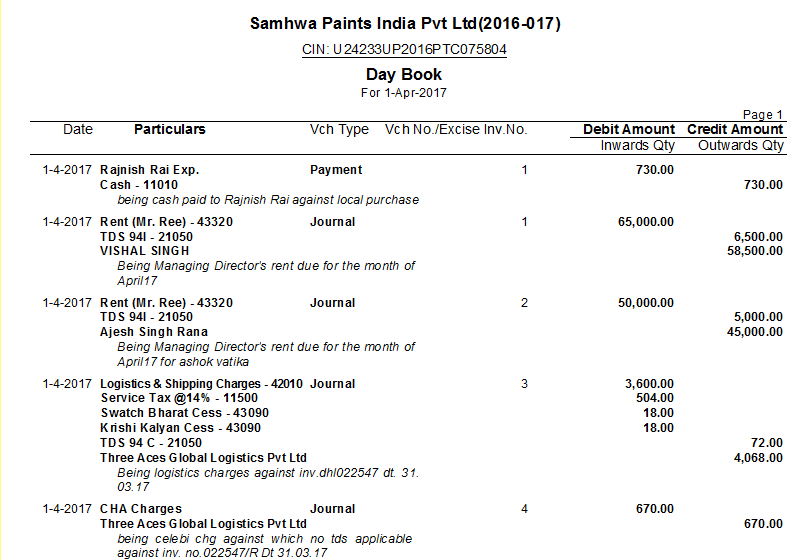 Samhwa Paints India Pvt Ltd(2016-017)
CIN: U24233UP2016PTC075804
Day Book
For 1-Apr-2017
Page 1
Date Particulars Vch Type Vch No./Excise Inv.No. Debit Amount Credit Amount
Inwards Qty Outwards Qty
1-4-2017 Rajnish Rai Exp. Payment 1 730.00
Cash - 11010 730.00
being cash paid to Rajnish Rai against local purchase
1-4-2017 Rent (Mr. Ree) - 43320 Journal 1 65,000.00
TDS 94I - 21050 6,500.00
VISHAL SINGH 58,500.00
Being Managing Director's rent due for the month of
April17
1-4-2017 Rent (Mr. Ree) - 43320 Journal 2 50,000.00
TDS 94I - 21050 5,000.00
Ajesh Singh Rana 45,000.00
Being Managing Director's rent due for the month of
April17 for ashok vatika
1-4-2017 Logistics & Shipping Charges - 42010 Journal 3 3,600.00
Service Tax @14% - 11500 504.00
Swatch Bharat Cess - 43090 18.00
Krishi Kalyan Cess - 43090 18.00
TDS 94 C - 21050 72.00
Three Aces Global Logistics Pvt Ltd 4,068.00
Being logistics charges against inv.dhl022547 dt. 31.
03.17
1-4-2017 CHA Charges Journal 4 670.00
Three Aces Global Logistics Pvt Ltd 670.00
being celebi chg against which no tds applicable
against inv. no.022547/R Dt 31.03.17